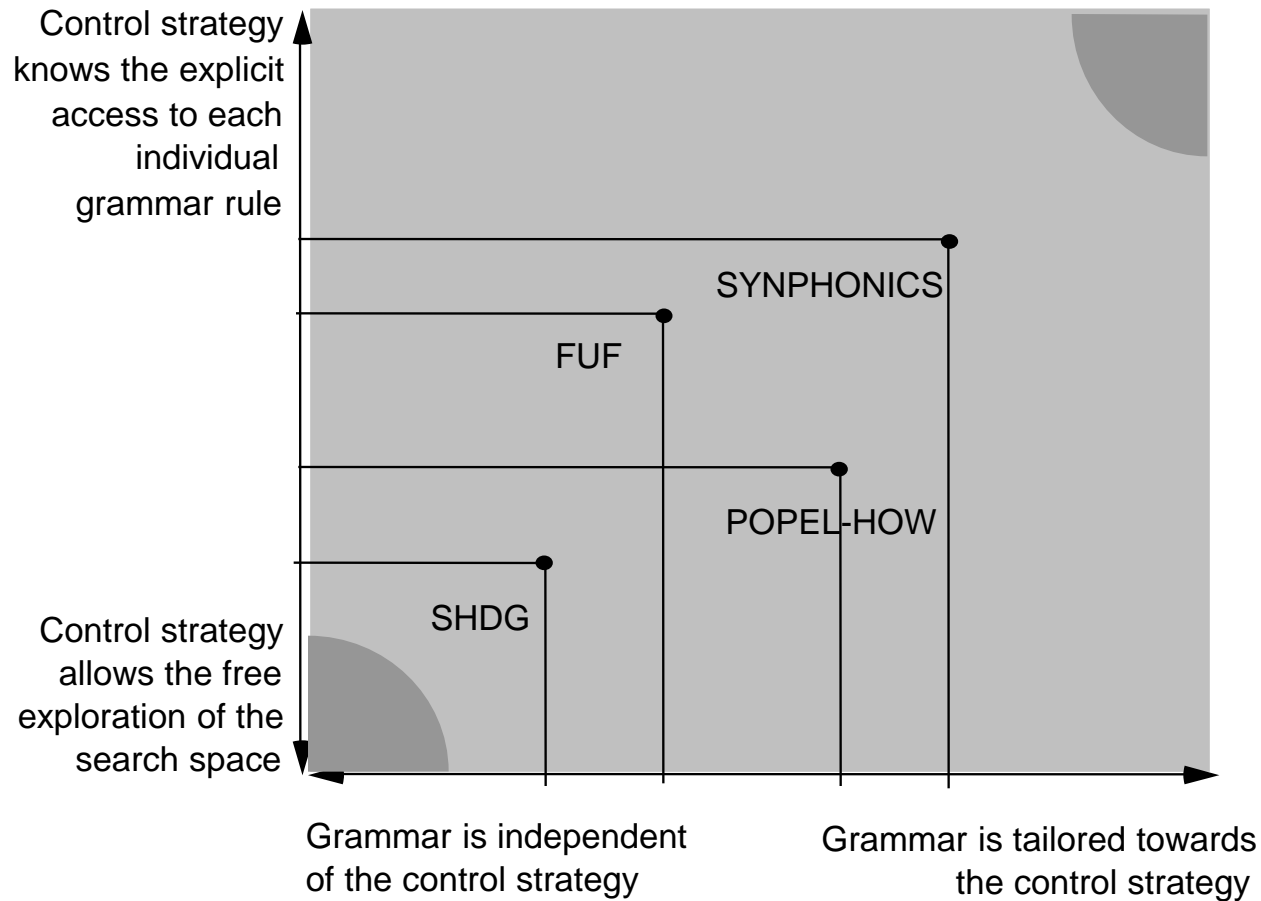 Control strategy
knows the explicit
access to each
individual
grammar rule
SYNPHONICS
FUF
POPEL-HOW
SHDG
Control strategy
allows the free
exploration of the
search space
Grammar is independent
of the control strategy
Grammar is tailored towards
the control strategy